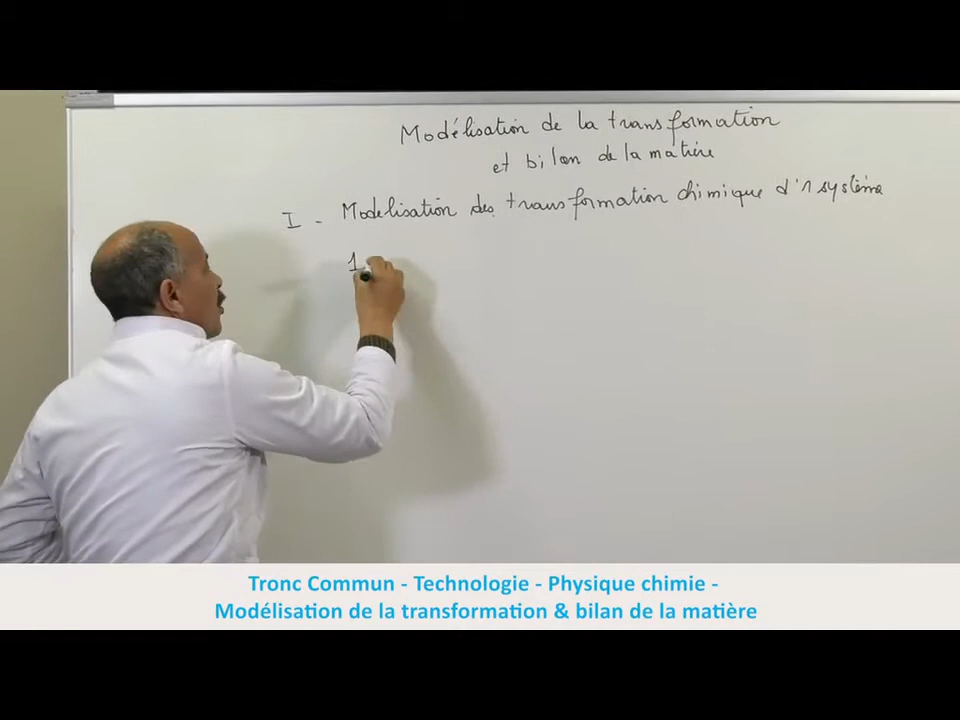 Modélisation de la transformation
et bilan de la matière
I - Modelisation des transformation chimique d'1 système
1
Tronc Commun - Technologie - Physique chimie -
Modélisation de la transformation & bilan de la matière